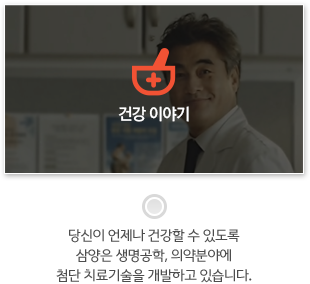 건강 이야기
당신이 언제나 건강할 수 있도록
삼양은 생명공학, 의약분야에
첨단 치료기술을 개발하고 있습니다.